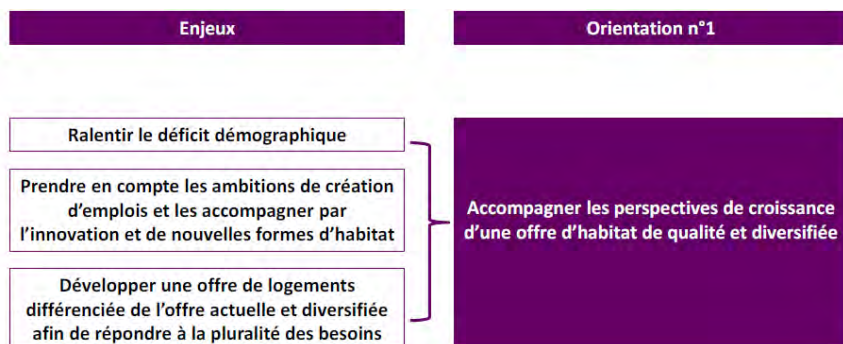 Enjeux
Orientation n°1
Ralentir le déficit démographique
Prendre en compte les ambitions de création
d'emplois et les accompagner par
l'innovation et de nouvelles formes d'habitat
Développer une offre de logements
différenciée de l'offre actuelle et diversifiée
afin de répondre à la pluralité des besoins
Accompagner les perspectives de croissance
d'une offre d'habitat de qualité et diversifiée